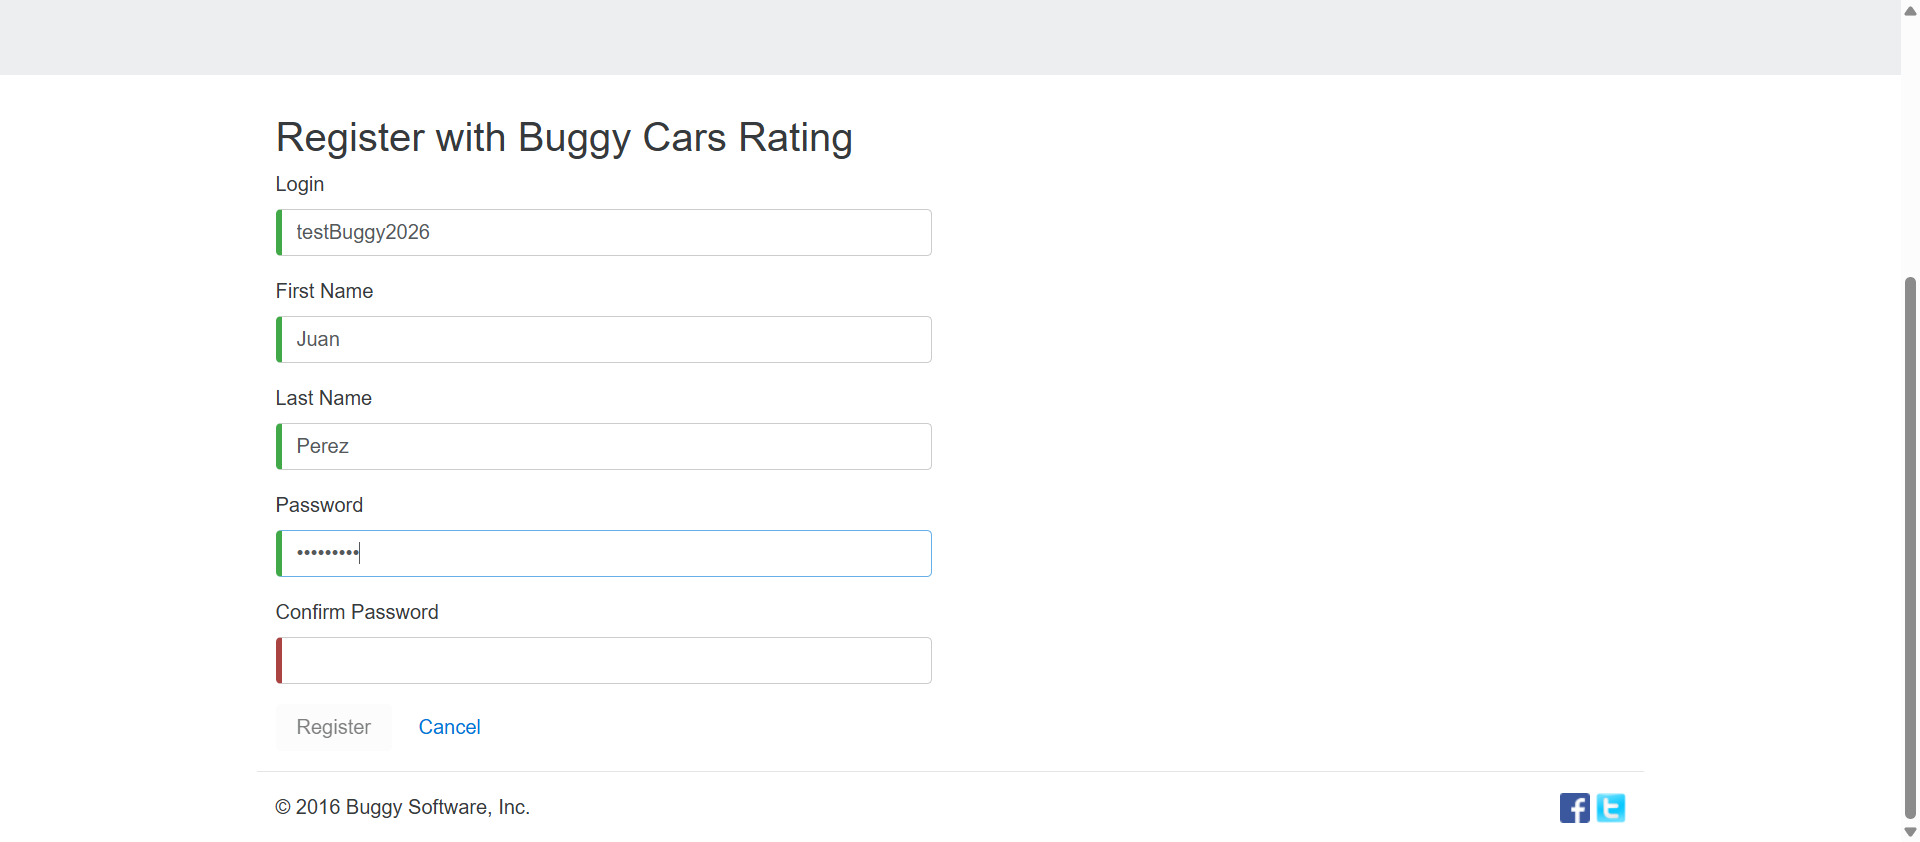 Register with Buggy Cars Rating
Login
testBuggy2026
First Name
Juan
Last Name
Perez
Password
•••••••••
Confirm Password
Register Cancel
© 2016 Buggy Software, Inc.